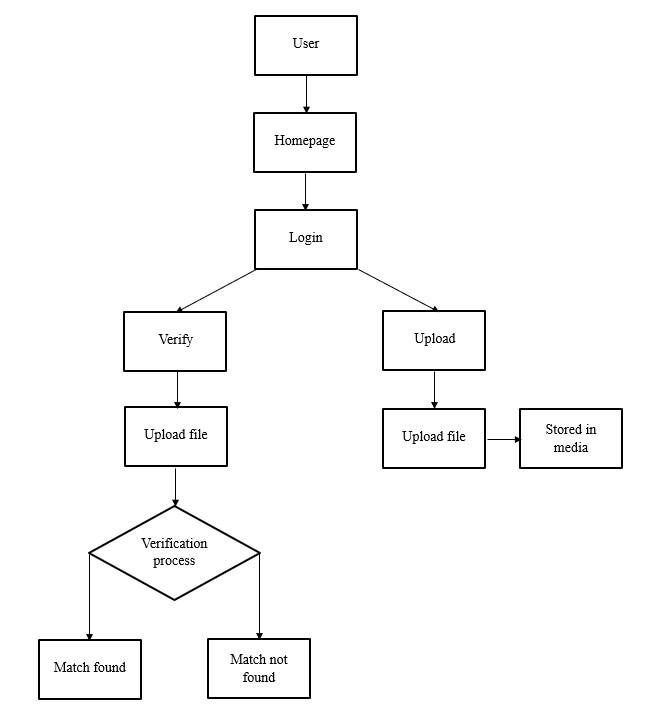 User
Homepage
Login
Verify
Upload
Upload file
Upload file
Stored in
media
Verification
process
Match found
Match not
found